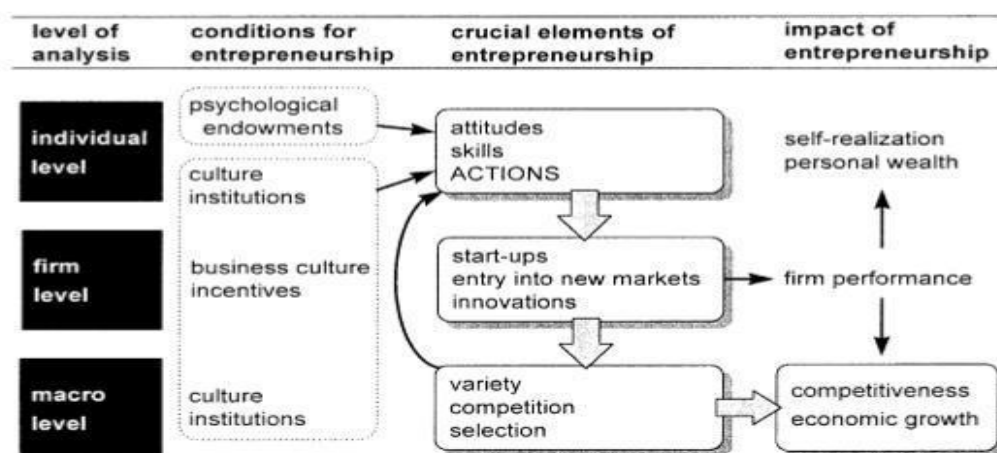 level of
analysis
conditions for
entrepreneurship
crucial elements of
entrepreneurship
impact of
entrepreneurship
individual
level
psychological
endowments
culture
institutions
attitudes
skills
ACTIONS
self-realization
personal wealth
firm
level
business culture
incentives
start-ups
entry into new markets
innovations
firm performance
macro
level
culture
institutions
variety
competition
selection
competitiveness
economic growth